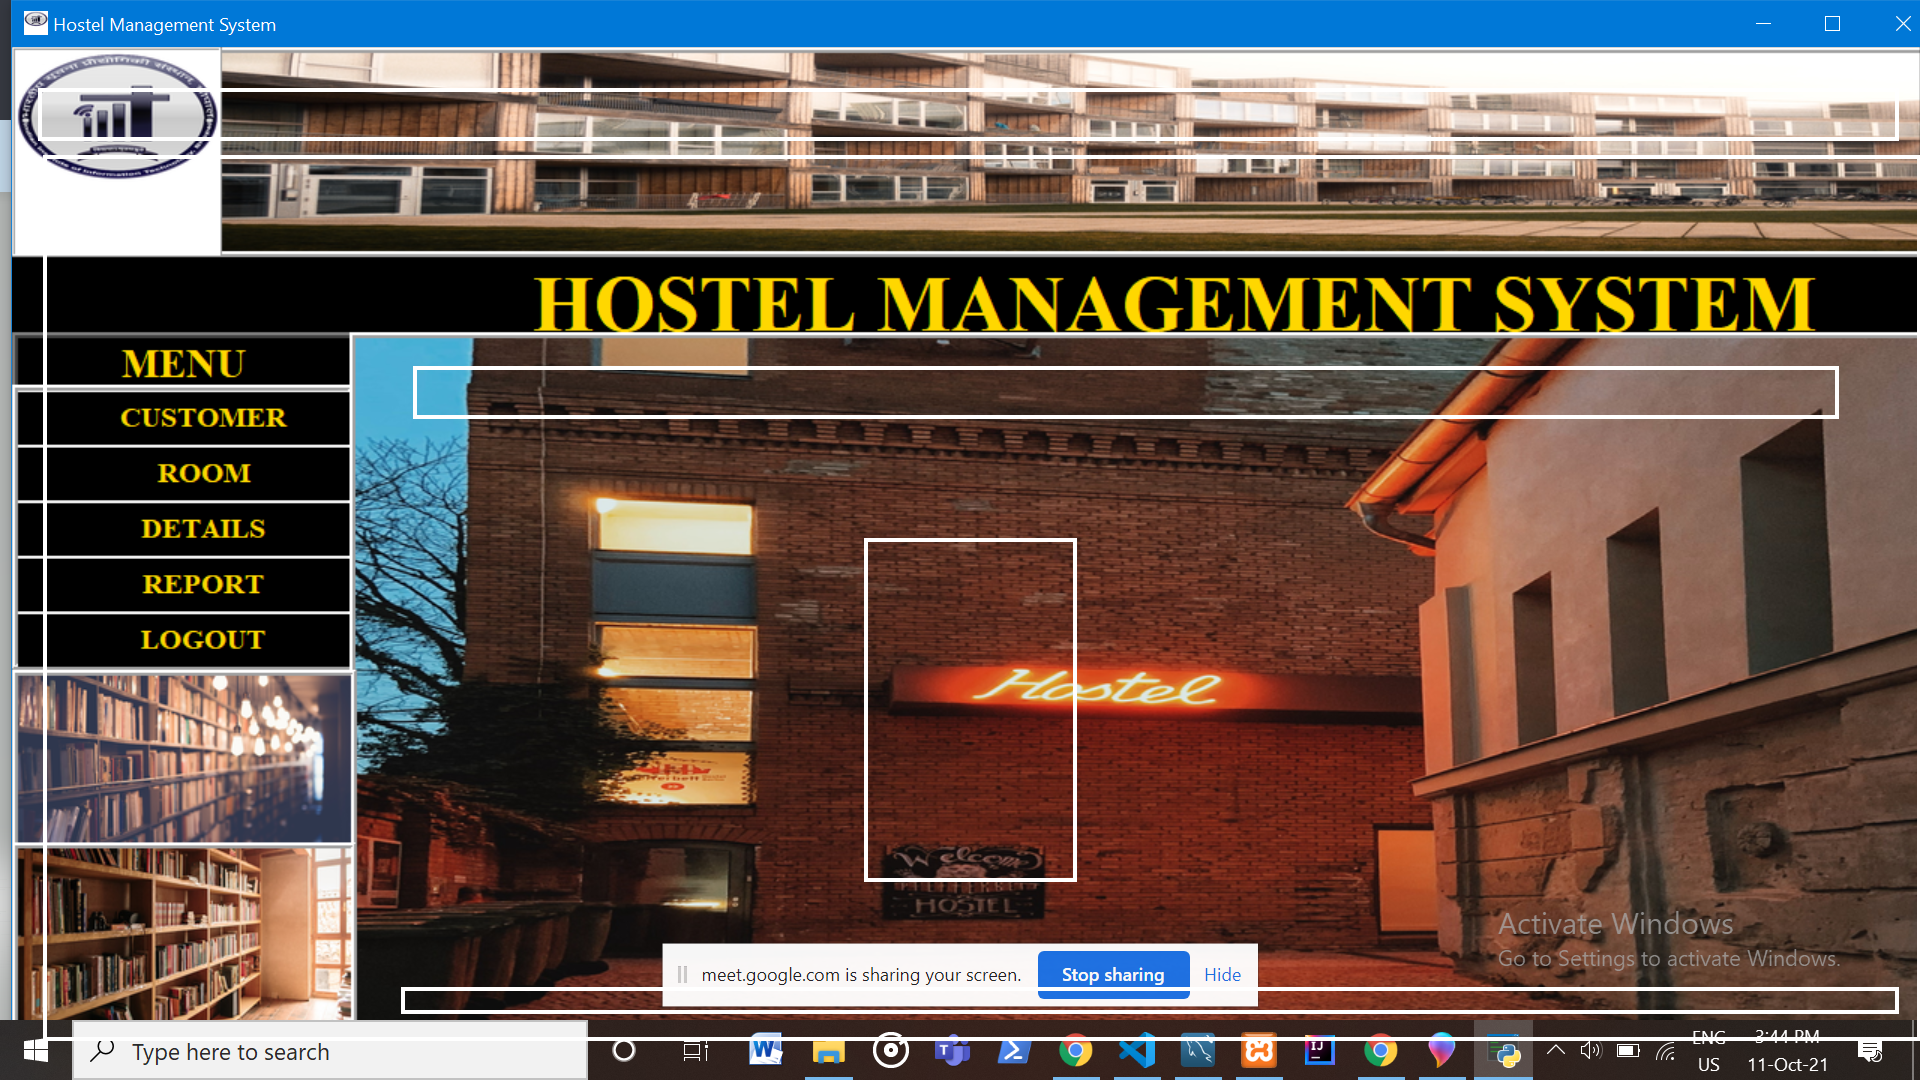 Hostel Management System
HOSTEL MANAGEMENT SYSTEM
MENU
CUSTOMER
ROOM
DETAILS
REPORT
LOGOUT
Hostel
Welcome
HOSTEL
Activate Windows
Go to Settings to activate Windows.
meet.google.com is sharing your screen.
Stop sharing
Hide
Type here to search
ENG
US
3:44 PM
11-Oct-21